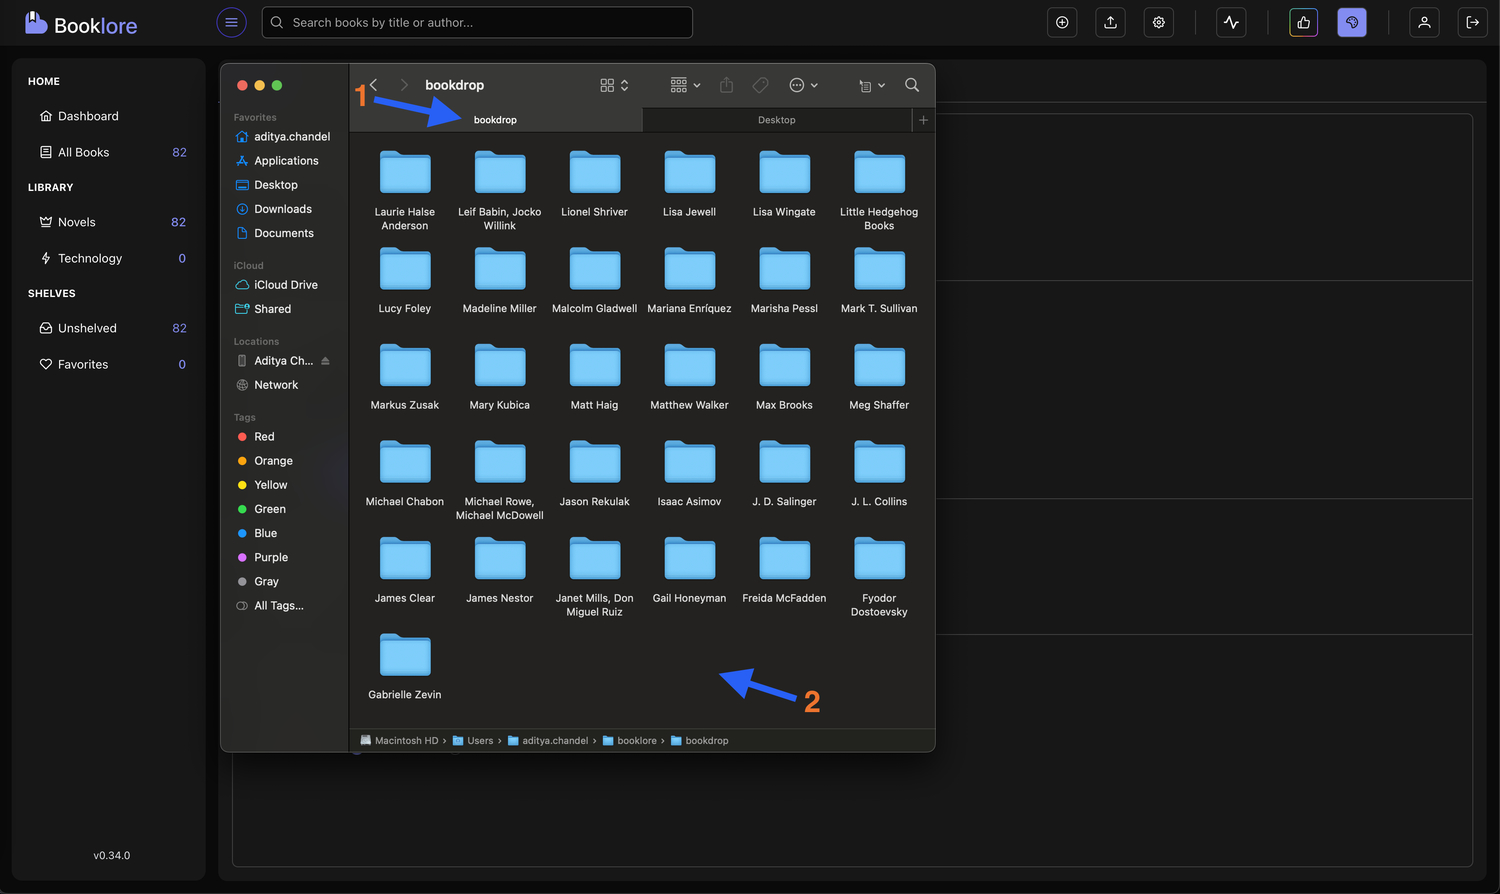 Booklore
Search books by title or author...
HOME
Dashboard
All Books 82
LIBRARY
Novels 82
Technology 0
SHELVES
Unshelved 82
Favorites 0
v0.34.0
Favorites
aditya.chandel
Applications
Desktop
Downloads
Documents
iCloud
iCloud Drive
Shared
Locations
Aditya Ch...
Network
Tags
Red
Orange
Yellow
Green
Blue
Purple
Gray
All Tags...
bookdrop
1
bookdrop Desktop
Laurie Halse Anderson
Leif Babin, Jocko Willink
Lionel Shriver
Lisa Jewell
Lisa Wingate
Little Hedgehog Books
Lucy Foley
Madeline Miller
Malcolm Gladwell
Mariana Enríquez
Marisha Pessl
Mark T. Sullivan
Markus Zusak
Mary Kubica
Matt Haig
Matthew Walker
Max Brooks
Meg Shaffer
Michael Chabon
Michael Rowe, Michael McDowell
Jason Rekulak
Isaac Asimov
J. D. Salinger
J. L. Collins
James Clear
James Nestor
Janet Mills, Don Miguel Ruiz
Gail Honeyman
Freida McFadden
Fyodor Dostoevsky
Gabrielle Zevin
2
Macintosh HD › Users › aditya.chandel › booklore › bookdrop